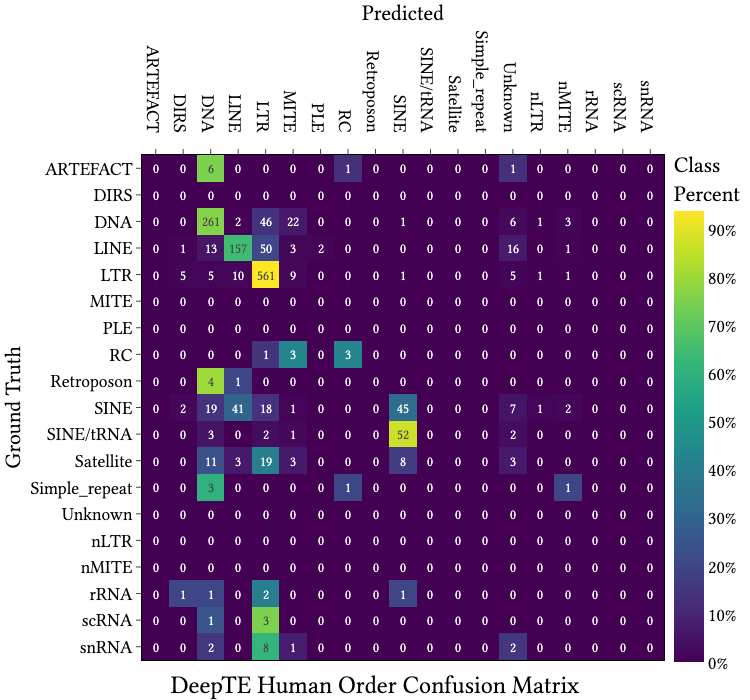 Predicted
ARTEFACT DIRS DNA LINE LTR MITE PLE RC Retroposon SINE SINE/tRNA Satellite Simple_repeat Unknown nLTR nMITE rRNA scRNA snRNA
Ground Truth
ARTEFACT 0 0 6 0 0 0 0 1 0 0 0 0 0 1 0 0 0 0 0
DIRS 0 0 0 0 0 0 0 0 0 0 0 0 0 0 0 0 0 0 0
DNA 0 0 261 2 46 22 0 0 0 1 0 0 0 6 1 3 0 0 0
LINE 0 1 13 157 50 3 2 0 0 0 0 0 0 16 0 1 0 0 0
LTR 0 5 5 10 561 9 0 0 0 1 0 0 0 5 1 1 0 0 0
MITE 0 0 0 0 0 0 0 0 0 0 0 0 0 0 0 0 0 0 0
PLE 0 0 0 0 0 0 0 0 0 0 0 0 0 0 0 0 0 0 0
RC 0 0 0 0 1 3 0 3 0 0 0 0 0 0 0 0 0 0 0
Retroposon 0 0 4 1 0 0 0 0 0 0 0 0 0 0 0 0 0 0 0
SINE 0 2 19 41 18 1 0 0 0 45 0 0 0 7 1 2 0 0 0
SINE/tRNA 0 0 3 0 2 1 0 0 0 52 0 0 0 2 0 0 0 0 0
Satellite 0 0 11 3 19 3 0 0 0 8 0 0 0 3 0 0 0 0 0
Simple_repeat 0 0 3 0 0 0 0 1 0 0 0 0 0 0 0 1 0 0 0
Unknown 0 0 0 0 0 0 0 0 0 0 0 0 0 0 0 0 0 0 0
nLTR 0 0 0 0 0 0 0 0 0 0 0 0 0 0 0 0 0 0 0
nMITE 0 0 0 0 0 0 0 0 0 0 0 0 0 0 0 0 0 0 0
rRNA 0 1 1 0 2 0 0 0 0 1 0 0 0 0 0 0 0 0 0
scRNA 0 0 1 0 3 0 0 0 0 0 0 0 0 0 0 0 0 0 0
snRNA 0 0 2 0 8 1 0 0 0 0 0 0 0 2 0 0 0 0 0
Class
Percent
90%
80%
70%
60%
50%
40%
30%
20%
10%
0%
DeepTE Human Order Confusion Matrix